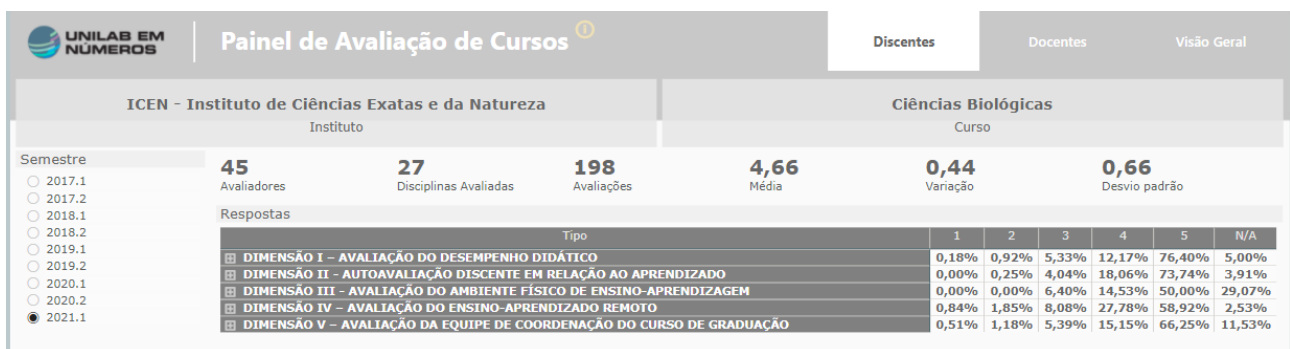 UNILAB EM
NÚMEROS
Painel de Avaliação de Cursos
Discentes Docentes Visão Geral
ICEN - Instituto de Ciências Exatas e da Natureza
Instituto
Ciências Biológicas
Curso
Semestre
2017.1
2017.2
2018.1
2018.2
2019.1
2019.2
2020.1
2020.2
2021.1
45 27 198 4,66 0,44 0,66
Avaliadores Disciplinas Avaliadas Avaliações Média Variação Desvio padrão
Respostas
Tipo 1 2 3 4 5 N/A
DIMENSÃO I – AVALIAÇÃO DO DESEMPENHO DIDÁTICO 0,18% 0,92% 5,33% 12,17% 76,40% 5,00%
DIMENSÃO II - AUTOAVALIAÇÃO DISCENTE EM RELAÇÃO AO APRENDIZADO 0,00% 0,25% 4,04% 18,06% 73,74% 3,91%
DIMENSÃO III - AVALIAÇÃO DO AMBIENTE FÍSICO DE ENSINO-APRENDIZAGEM 0,00% 0,00% 6,40% 14,53% 50,00% 29,07%
DIMENSÃO IV – AVALIAÇÃO DO ENSINO-APRENDIZADO REMOTO 0,84% 1,85% 8,08% 27,78% 58,92% 2,53%
DIMENSÃO V – AVALIAÇÃO DA EQUIPE DE COORDENAÇÃO DO CURSO DE GRADUAÇÃO 0,51% 1,18% 5,39% 15,15% 66,25% 11,53%